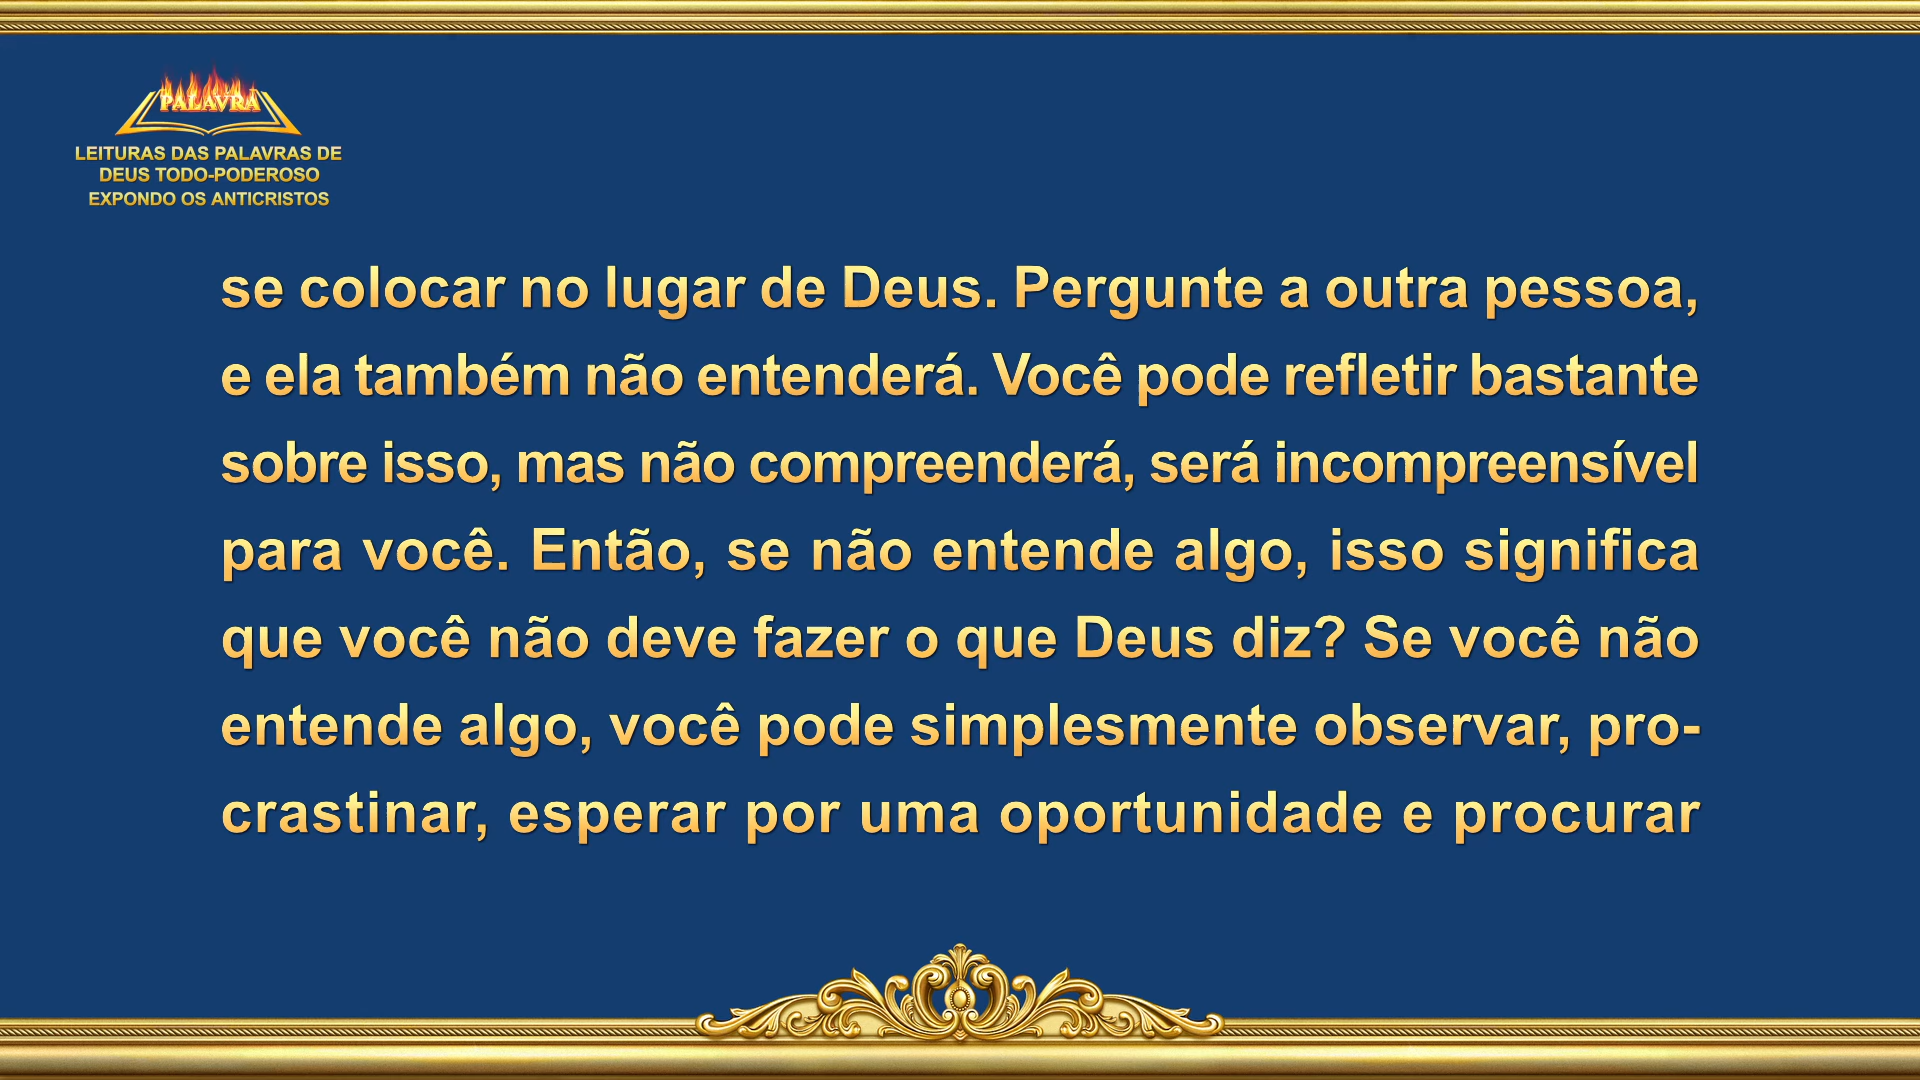 PALAVRA
LEITURAS DAS PALAVRAS DE
DEUS TODO-PODEROSO
EXPONDO OS ANTICRISTOS
se colocar no lugar de Deus. Pergunte a outra pessoa,
e ela também não entenderá. Você pode refletir bastante
sobre isso, mas não compreenderá, será incompreensível
para você. Então, se não entende algo, isso significa
que você não deve fazer o que Deus diz? Se você não
entende algo, você pode simplesmente observar, pro-
crastinar, esperar por uma oportunidade e procurar